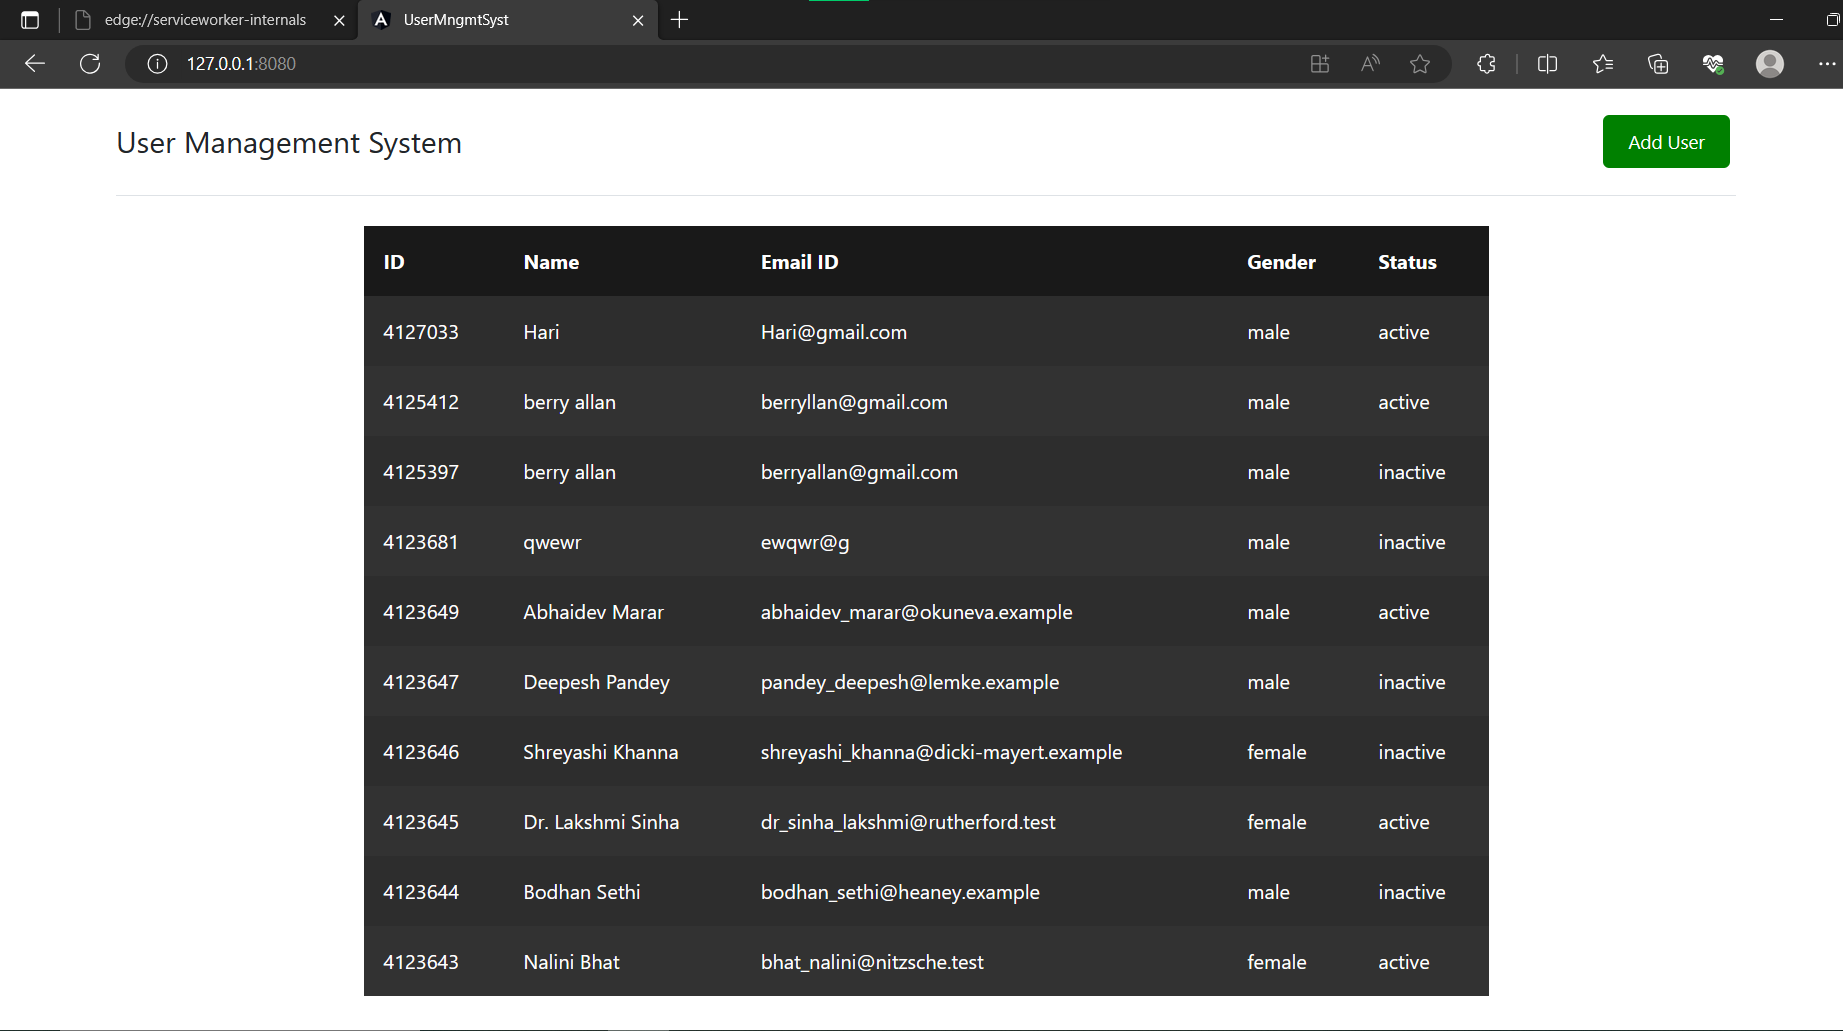 edge://serviceworker-internals UserMngmtSyst
127.0.0.1:8080
User Management System Add User
ID Name Email ID Gender Status
4127033 Hari Hari@gmail.com male active
4125412 berry allan berryllan@gmail.com male active
4125397 berry allan berryallan@gmail.com male inactive
4123681 qwewr ewqwr@g male inactive
4123649 Abhaidev Marar abhaidev_marar@okuneva.example male active
4123647 Deepesh Pandey pandey_deepesh@lemke.example male inactive
4123646 Shreyashi Khanna shreyashi_khanna@dicki-mayert.example female inactive
4123645 Dr. Lakshmi Sinha dr_sinha_lakshmi@rutherford.test female active
4123644 Bodhan Sethi bodhan_sethi@heaney.example male inactive
4123643 Nalini Bhat bhat_nalini@nitzsche.test female active